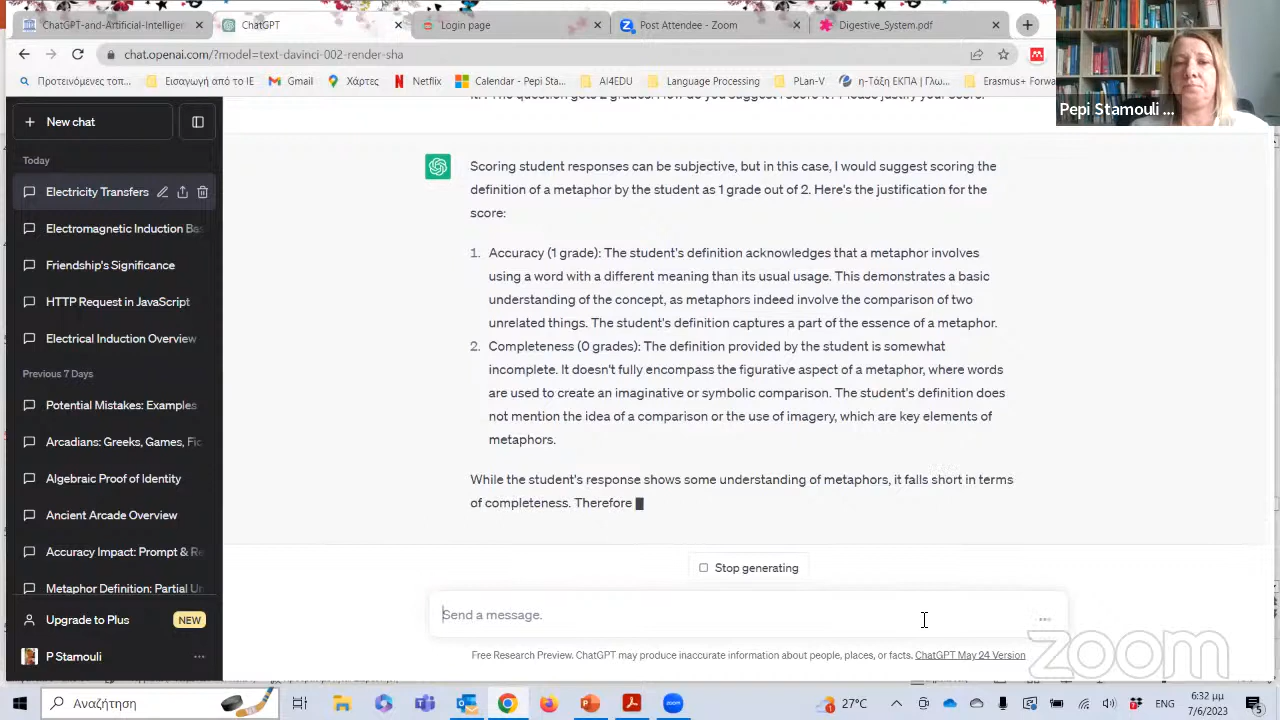 ChatGPT-and-Artificial-Intelliger
ChatGPT
Login page
Post Attendee - Zoom
Digestive_System.pdf
chat.openai.com/?model=text-davinci-002-render-sha
Προτεινόμενες τοπ...
Εισαγωγή από το IE
Gmail
Χάρτες
Netflix
Calendar - Pepi Sta...
AI4EDU
Language Processing
PLan-V
η-Τάξη ΕΚΠΑ | Γλω...
Erasmus+ Forwa
Pepi Stamouli ...
New chat
Today
Electricity Transfers
Electromagnetic Induction Bas
Friendship's Significance
HTTP Request in JavaScript
Electrical Induction Overview
Previous 7 Days
Potential Mistakes: Examples
Arcadians: Greeks, Games, Fic
Algebraic Proof of Identity
Ancient Arcade Overview
Accuracy Impact: Prompt & Re
Metaphor Definition: Partial Un
Upgrade to Plus
NEW
P Stamouli
Scoring student responses can be subjective, but in this case, I would suggest scoring the
definition of a metaphor by the student as 1 grade out of 2. Here's the justification for the
score:
1. Accuracy (1 grade): The student's definition acknowledges that a metaphor involves
using a word with a different meaning than its usual usage. This demonstrates a basic
understanding of the concept, as metaphors indeed involve the comparison of two
unrelated things. The student's definition captures a part of the essence of a metaphor.
2. Completeness (0 grades): The definition provided by the student is somewhat
incomplete. It doesn't fully encompass the figurative aspect of a metaphor, where words
are used to create an imaginative or symbolic comparison. The student's definition does
not mention the idea of a comparison or the use of imagery, which are key elements of
metaphors.
While the student's response shows some understanding of metaphors, it falls short in terms
of completeness. Therefore
Stop generating
Send a message.
Free Research Preview. ChatGPT may produce inaccurate information about people, places, or facts. ChatGPT May 24 Version
zoom
Αναζήτηση
27°C
ENG
6:32 μμ
7/6/2023
5